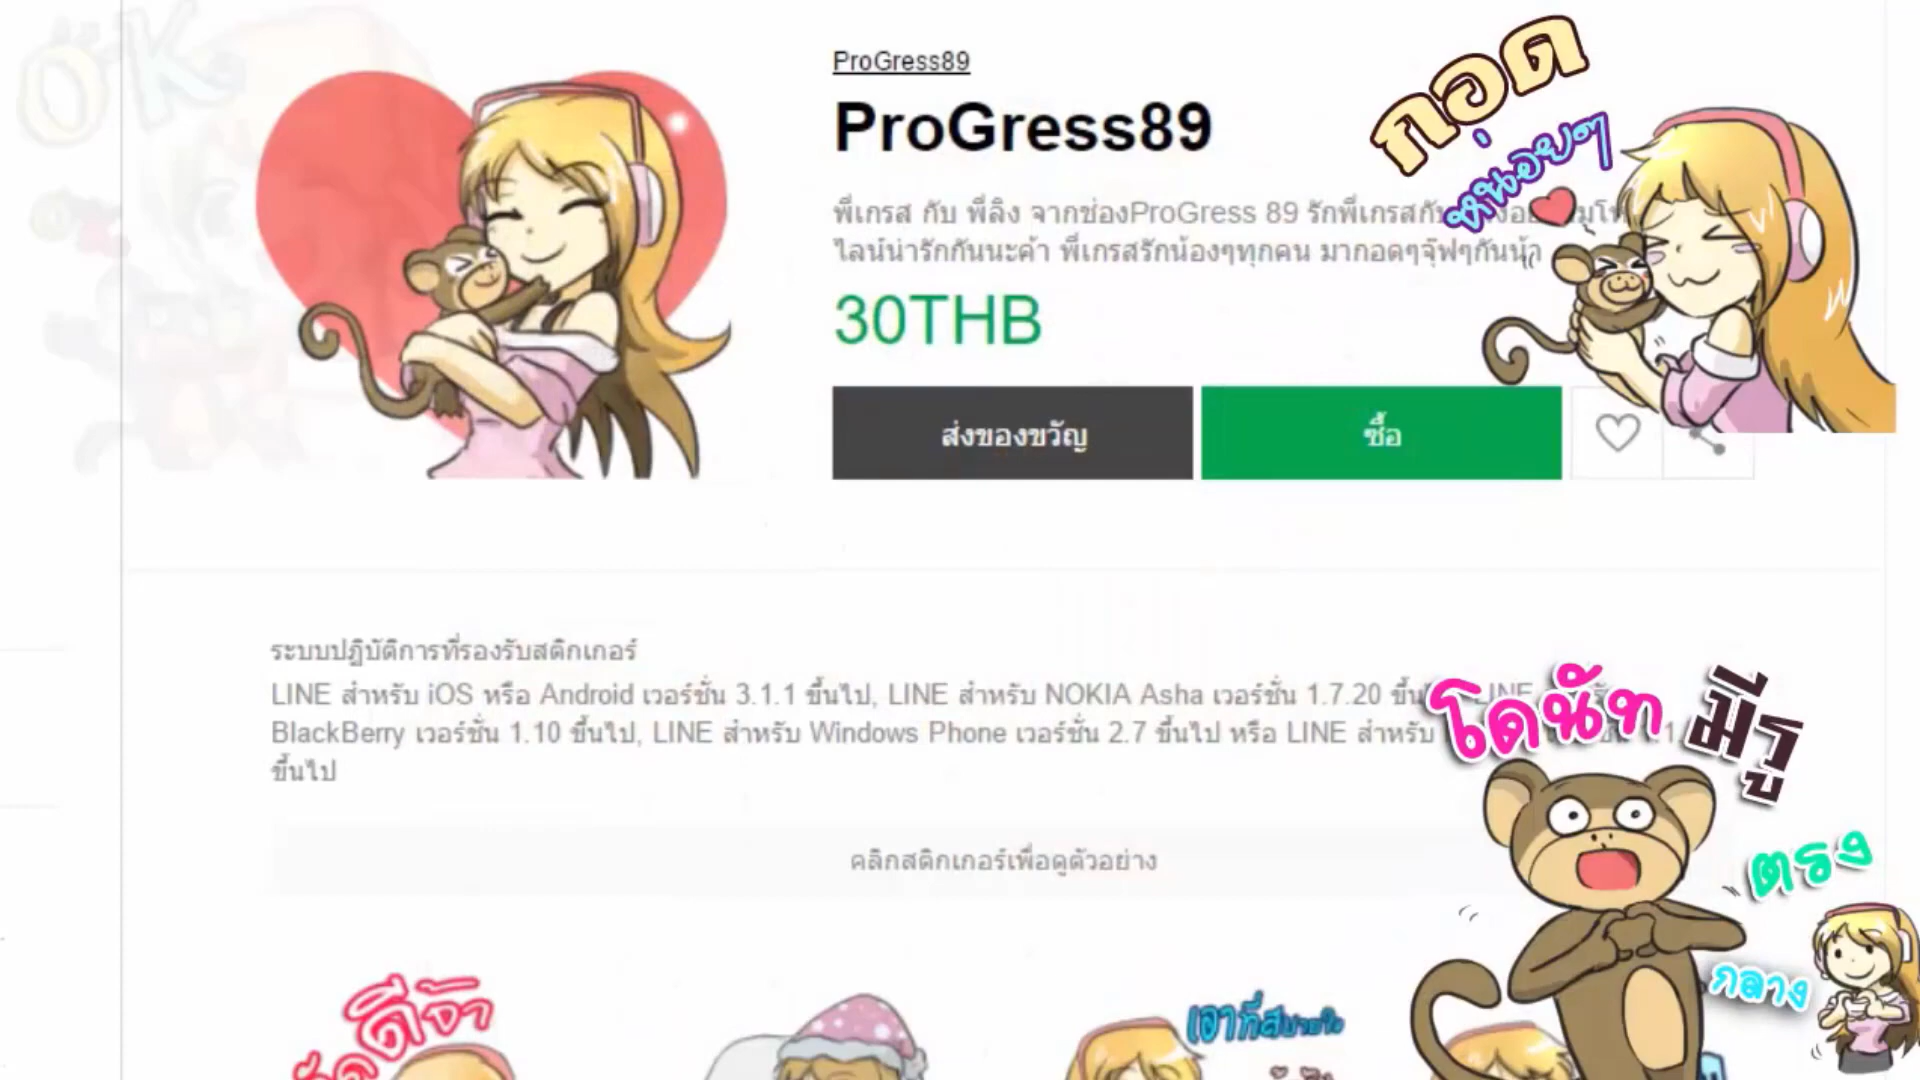 OK
ProGress89
ProGress89
กอด
หน่อยๆ
พี่เกรส กับ พี่ลิง จากช่องProGress 89 รักพี่เกรสกับ
ไลน์น่ารักกันนะค้า พี่เกรสรักน้องๆทุกคน มากอดๆจุ๊ฟๆกันน้า
30THB
ส่งของขวัญ
ซื้อ
ระบบปฏิบัติการที่รองรับสติกเกอร์
LINE สำหรับ iOS หรือ Android เวอร์ชั่น 3.1.1 ขึ้นไป, LINE สำหรับ NOKIA Asha เวอร์ชั่น 1.7.20 LINE
BlackBerry เวอร์ชั่น 1.10 ขึ้นไป, LINE สำหรับ Windows Phone เวอร์ชั่น 2.7 ขึ้นไป หรือ LINE สำหรับ
ขึ้นไป
โดนัท มีรู
ตรง
กลาง
คลิกสติกเกอร์เพื่อดูตัวอย่าง
ดีจ้า
เอาที่สบายใจ